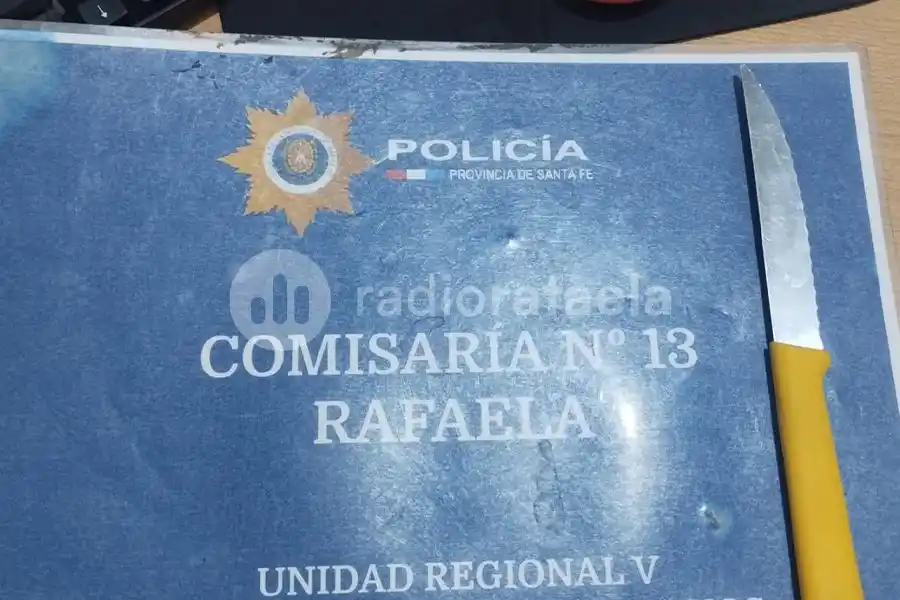 POLICÍA
PROVINCIA DE SANTA FE
radiorafaela
COMISARÍA Nº 13
RAFAELA
UNIDAD REGIONAL V